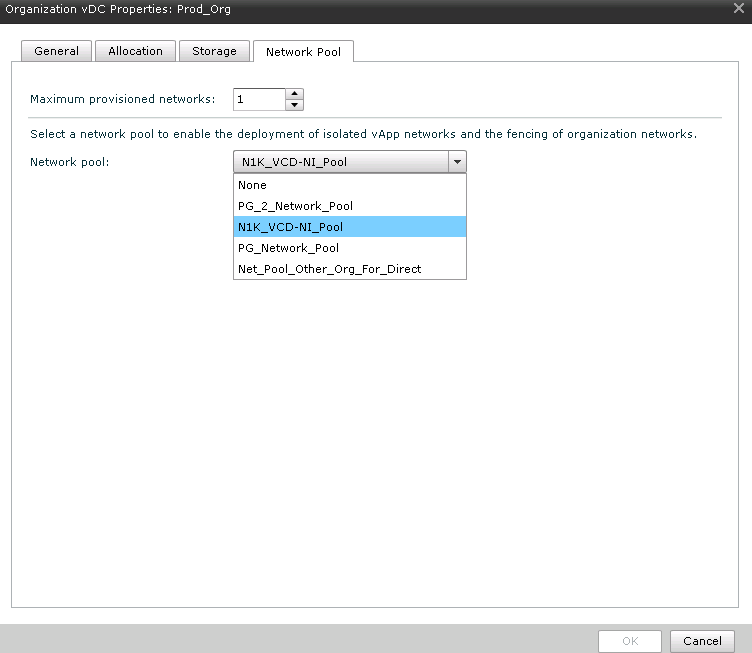 Organization vDC Properties: Prod_Org
General
Allocation
Storage
Network Pool
Maximum provisioned networks:
1
Select a network pool to enable the deployment of isolated vApp networks and the fencing of organization networks.
Network pool:
N1K_VCD-NI_Pool
None
PG_2_Network_Pool
N1K_VCD-NI_Pool
PG_Network_Pool
Net_Pool_Other_Org_For_Direct
OK
Cancel